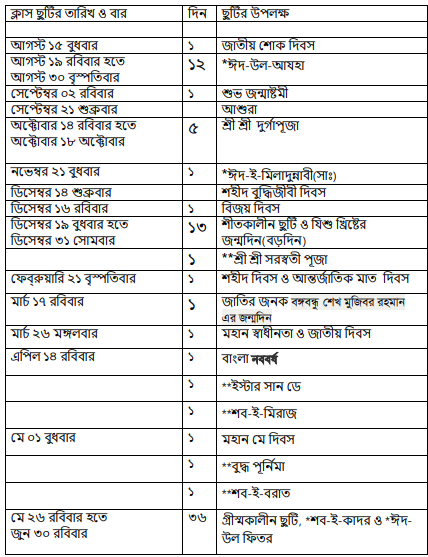 ক্লাস ছুটির তারিখ ও বার দিন ছুটির উপলক্ষ
আগস্ট ১৫ বুধবার ১ জাতীয় শোক দিবস
আগস্ট ১৯ রবিবার হতে
আগস্ট ৩০ বৃস্পতিবার ১২ *ঈদ-উল-আযহা
সেপ্টেম্বর ০২ রবিবার ১ শুভ জন্মাষ্টমী
সেপ্টেম্বর ২১ শুক্রবার আশুরা
অক্টোবার ১৪ রবিবার হতে
অক্টোবার ১৮ অক্টোবার ৫ শ্রী শ্রী দুর্গাপূজা
নভেম্বর ২১ বুধবার ১ *ঈদ-ই-মিলাদুন্নাবী(সাঃ)
ডিসেম্বর ১৪ শুক্রবার শহীদ বুদ্ধিজীবী দিবস
ডিসেম্বর ১৬ রবিবার ১ বিজয় দিবস
ডিসেম্বর ১৯ বুধবার হতে ১৩ শীতকালীন ছুটি ও যিশু খ্রিষ্টের
ডিসেম্বর ৩১ সোমবার জন্মদিন(বড়দিন)
১ **শ্রী শ্রী সরস্বতী পূজা
ফেব্রুয়ারি ২১ বৃস্পতিবার ১ শহীদ দিবস ও আন্তর্জাতিক মাত দিবস
মার্চ ১৯ রবিবার ১ জাতির জনক বঙ্গবন্ধু শেখ মুজিবর রহমান
এর জন্মদিন
মার্চ ২৬ মঙ্গলবার ১ মহান স্বাধীনতা ও জাতীয় দিবস
এপিল ১৪ রবিবার ১ বাংলা নববর্ষ
১ **ইস্টার সান ডে
১ **শব-ই-মিরাজ
মে ০১ বুধবার ১ মহান মে দিবস
১ **বুদ্ধ পূর্নিমা
১ **শব-ই-বরাত
মে ২৬ রবিবার হতে ৩৬ গ্রীস্মকালীন ছুটি, *শব-ই-কাদর ও *ঈদ-
জুন ৩০ রবিবার উল ফিতর